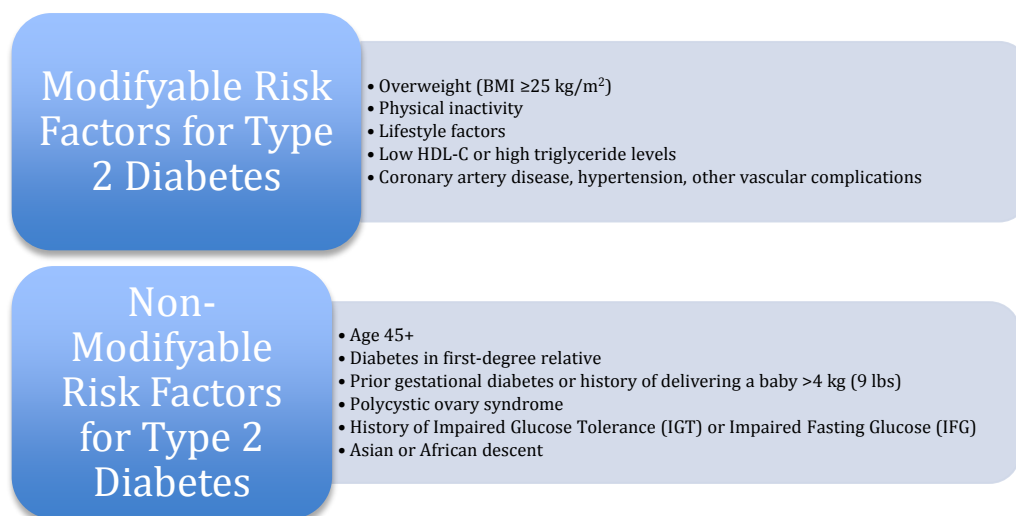 Modifyable Risk
Factors for Type
2 Diabetes
• Overweight (BMI ≥25 kg/m²)
• Physical inactivity
• Lifestyle factors
• Low HDL-C or high triglyceride levels
• Coronary artery disease, hypertension, other vascular complications
Non-
Modifyable
Risk Factors
for Type 2
Diabetes
• Age 45+
• Diabetes in first-degree relative
• Prior gestational diabetes or history of delivering a baby >4 kg (9 lbs)
• Polycystic ovary syndrome
• History of Impaired Glucose Tolerance (IGT) or Impaired Fasting Glucose (IFG)
• Asian or African descent